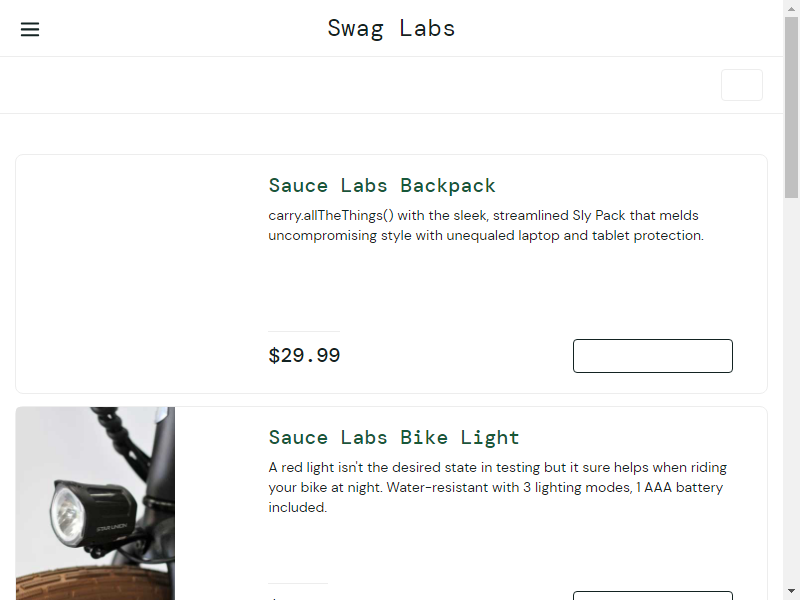 Swag Labs
Sauce Labs Backpack
carry.allTheThings() with the sleek, streamlined Sly Pack that melds
uncompromising style with unequaled laptop and tablet protection.
$29.99
Sauce Labs Bike Light
A red light isn't the desired state in testing but it sure helps when riding
your bike at night. Water-resistant with 3 lighting modes, 1 AAA battery
included.